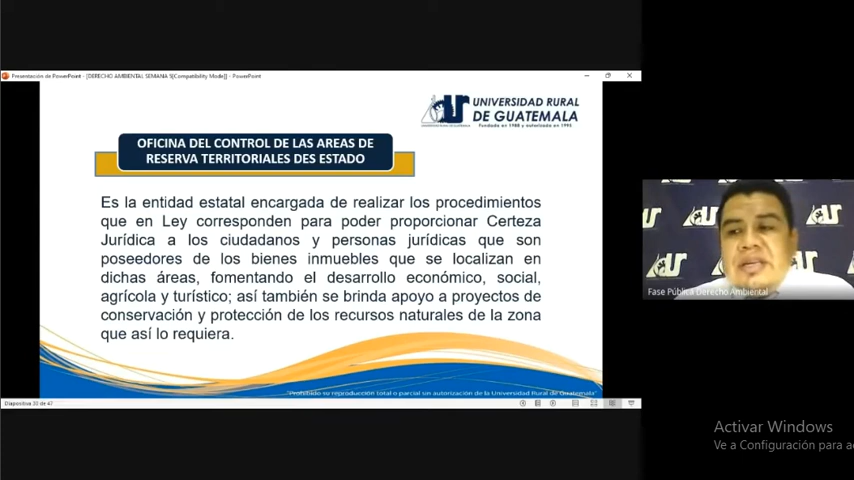 Presentación de PowerPoint - [DERECHO AMBIENTAL SEMANA 5[Compatibility Mode]] - PowerPoint
UNIVERSIDAD RURAL
DE GUATEMALA
Fundada en 1988 y autorizada en 1995
OFICINA DEL CONTROL DE LAS AREAS DE
RESERVA TERRITORIALES DES ESTADO
Es la entidad estatal encargada de realizar los procedimientos
que en Ley corresponden para poder proporcionar Certeza
Jurídica a los ciudadanos y personas jurídicas que son
poseedores de los bienes inmuebles que se localizan en
dichas áreas, fomentando el desarrollo económico, social,
agrícola y turístico; así también se brinda apoyo a proyectos de
conservación y protección de los recursos naturales de la zona
que así lo requiera.
"Prohibido su reproducción total o parcial sin autorización de la Universidad Rural de Guatemala"
Diapositiva 30 de 47
Fase Pública Derecho Ambiental
Activar Windows
Ve a Configuración para a